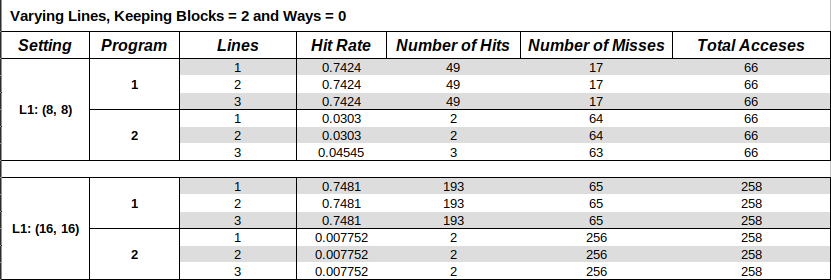 Varying Lines, Keeping Blocks = 2 and Ways = 0
Setting Program Lines Hit Rate Number of Hits Number of Misses Total Acceses
L1: (8, 8) 1 1 0.7424 49 17 66
2 0.7424 49 17 66
3 0.7424 49 17 66
2 1 0.0303 2 64 66
2 0.0303 2 64 66
3 0.04545 3 63 66
L1: (16, 16) 1 1 0.7481 193 65 258
2 0.7481 193 65 258
3 0.7481 193 65 258
2 1 0.007752 2 256 258
2 0.007752 2 256 258
3 0.007752 2 256 258